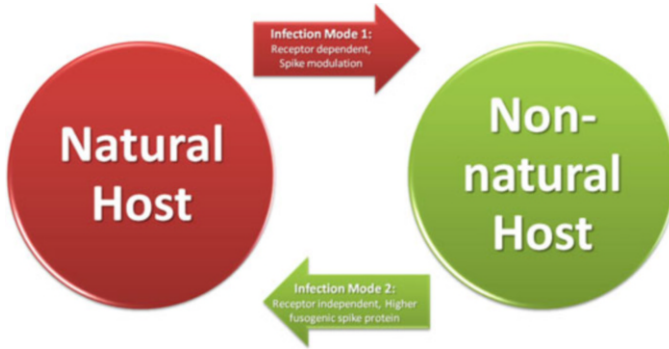 Infection Mode 1:
Receptor dependent,
Spike modulation
Natural
Host
Non-
natural
Host
Infection Mode 2:
Receptor independent, Higher
fusogenic spike protein